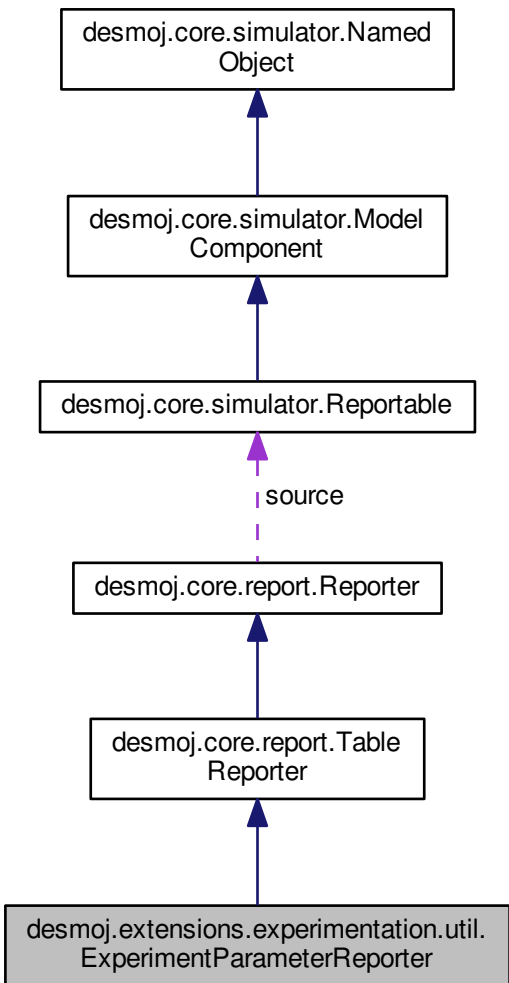 desmoj.core.simulator.Named
Object
desmoj.core.simulator.Model
Component
desmoj.core.simulator.Reportable
source
desmoj.core.report.Reporter
desmoj.core.report.Table
Reporter
desmoj.extensions.experimentation.util.
ExperimentParameterReporter